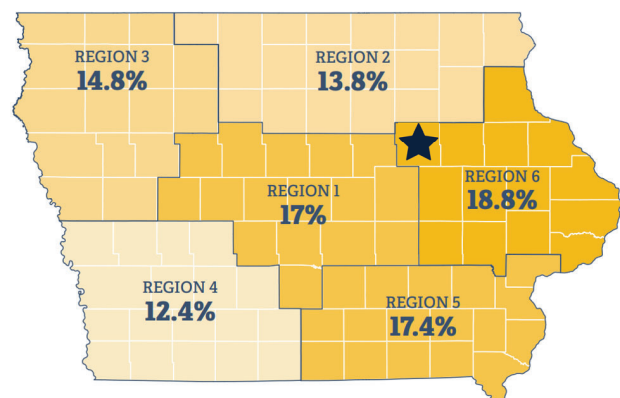 REGION 3
14.8%
REGION 2
13.8%
REGION 1
17%
REGION 6
18.8%
REGION 4
12.4%
REGION 5
17.4%